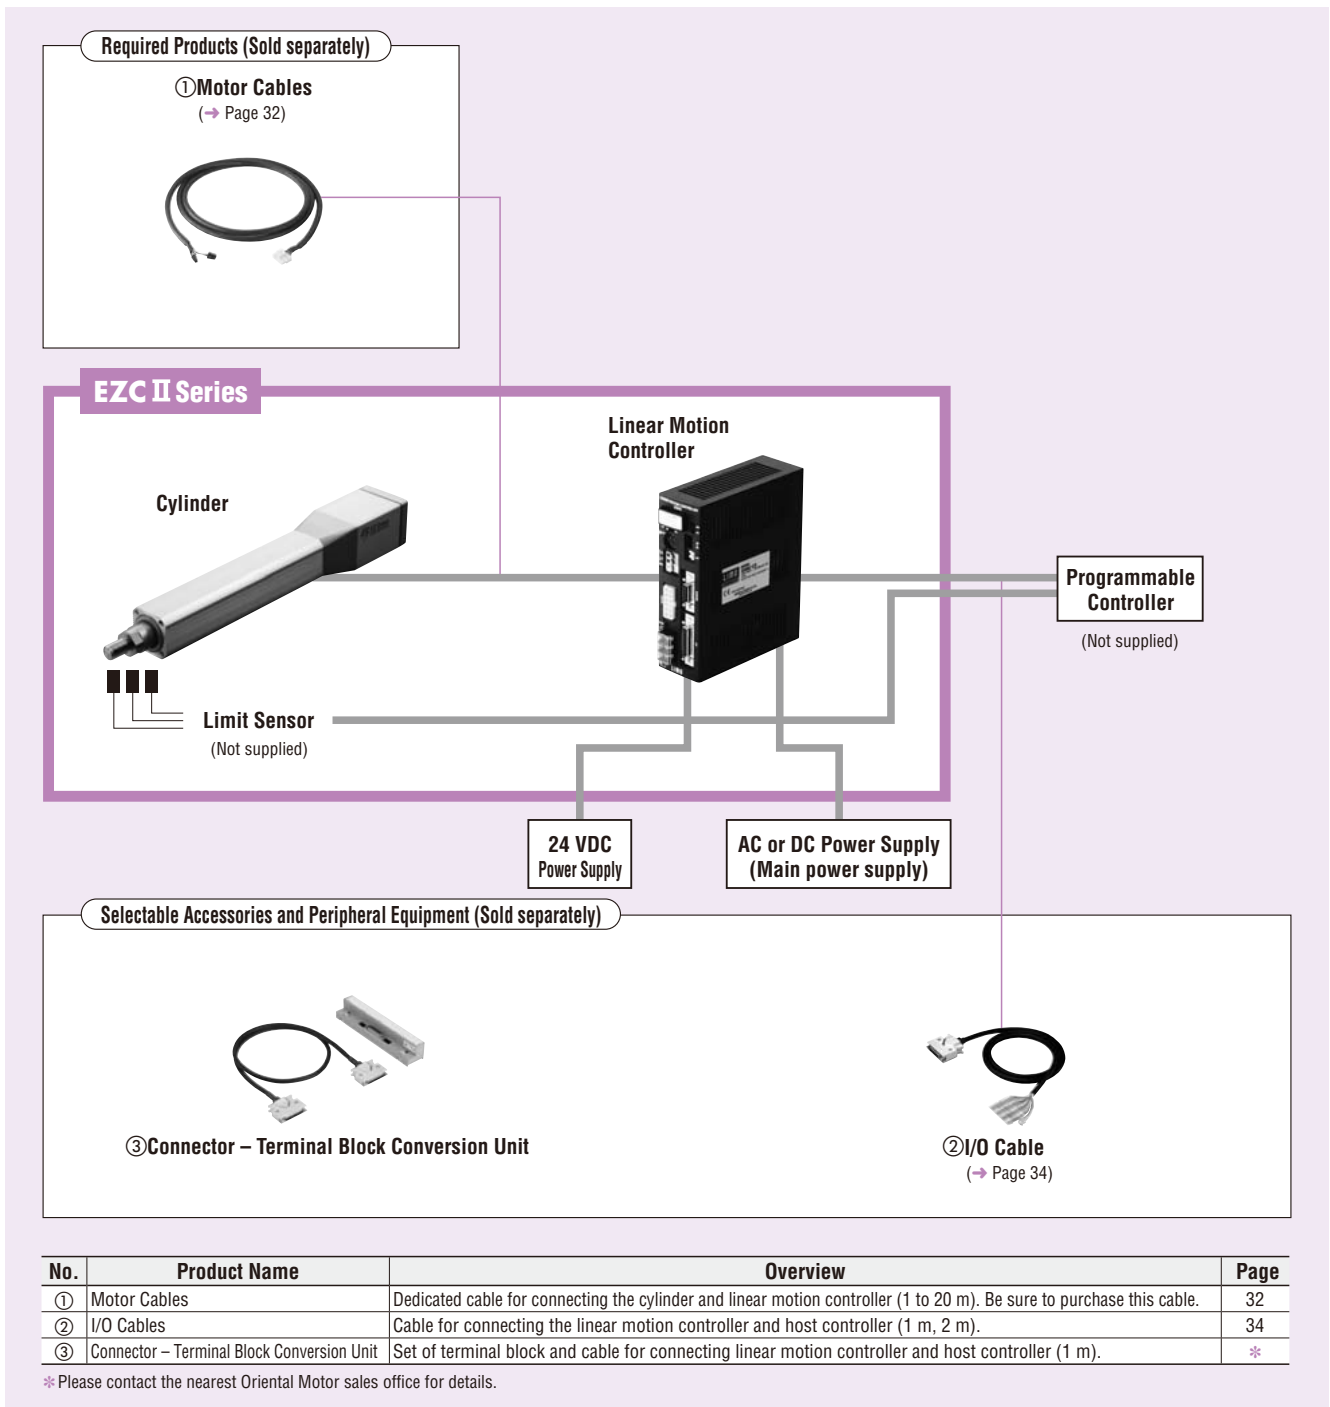 Required Products (Sold separately)
①Motor Cables
(➜ Page 32)
EZC II Series
Linear Motion
Controller
Cylinder
Programmable
Controller
(Not supplied)
Limit Sensor
(Not supplied)
24 VDC
Power Supply
AC or DC Power Supply
(Main power supply)
Selectable Accessories and Peripheral Equipment (Sold separately)
③Connector – Terminal Block Conversion Unit
②I/O Cable
(➜ Page 34)
No. Product Name Overview Page
① Motor Cables Dedicated cable for connecting the cylinder and linear motion controller (1 to 20 m). Be sure to purchase this cable. 32
② I/O Cables Cable for connecting the linear motion controller and host controller (1 m, 2 m). 34
③ Connector – Terminal Block Conversion Unit Set of terminal block and cable for connecting linear motion controller and host controller (1 m). ✻
✻Please contact the nearest Oriental Motor sales office for details.